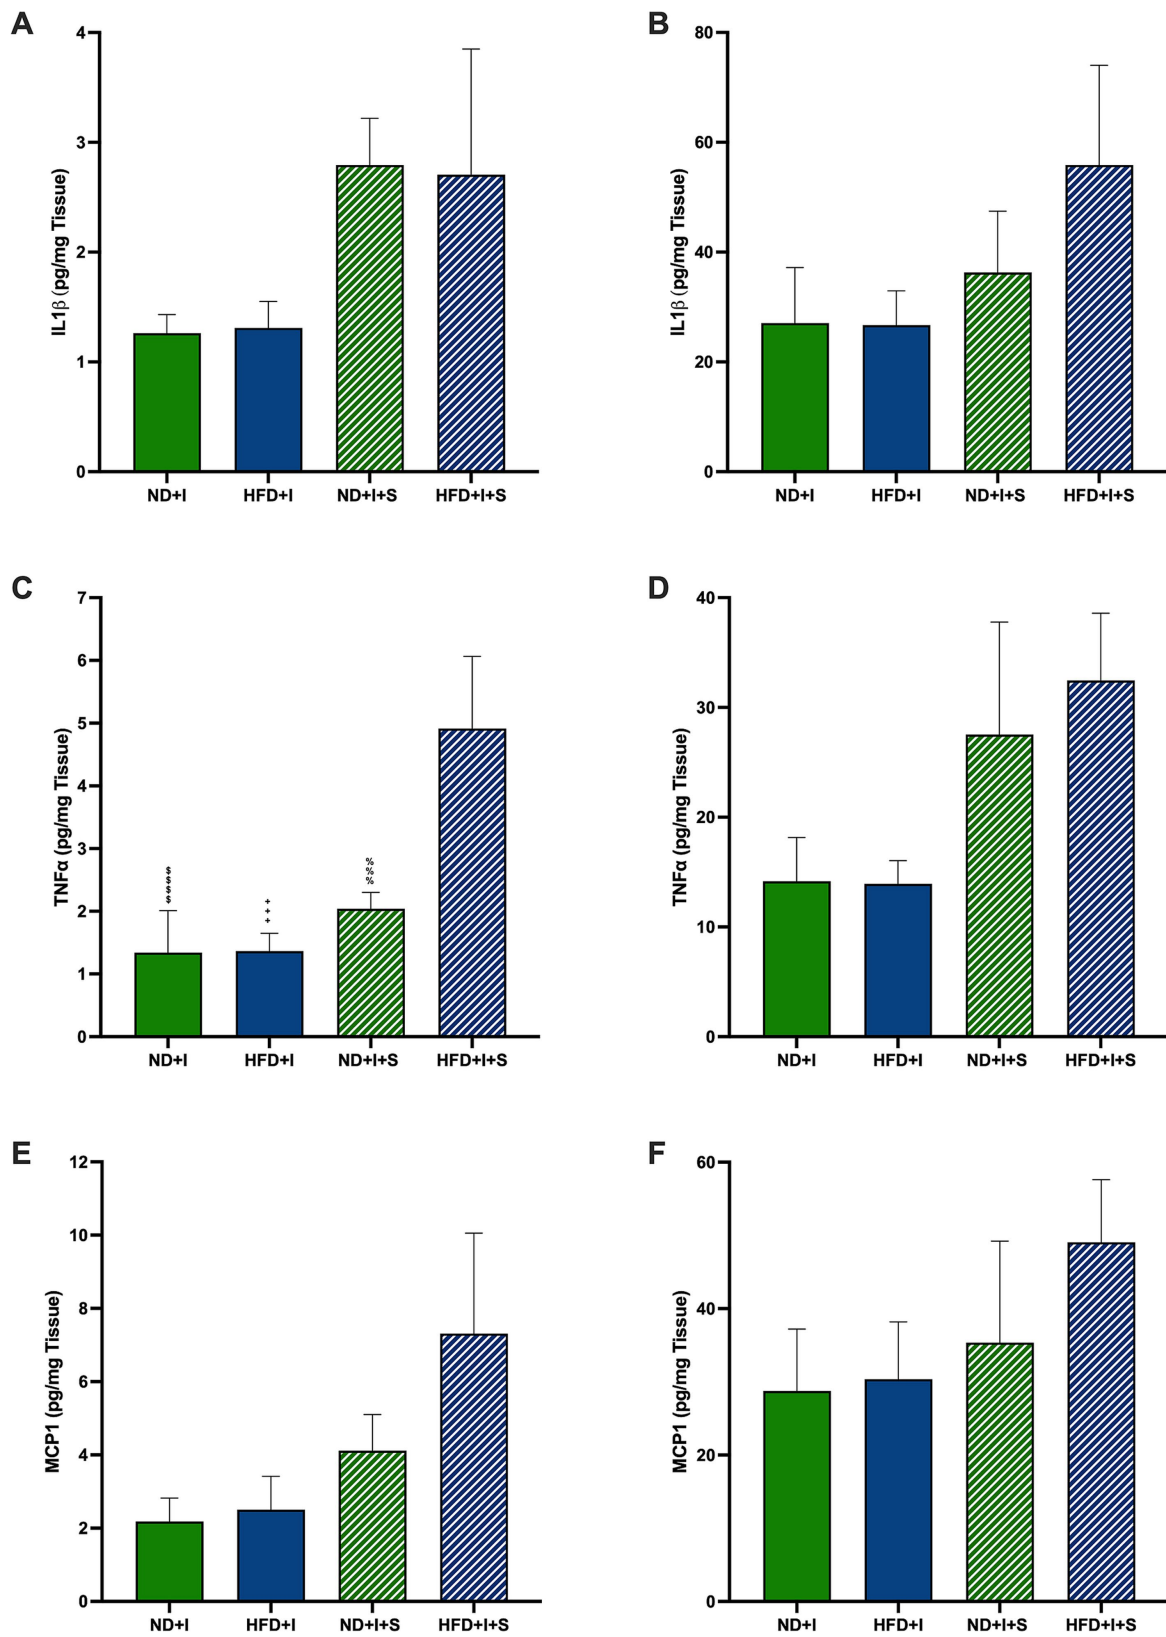 A
IL1β (pg/mg Tissue)
4
3
2
1
0
ND+I HFD+I ND+I+S HFD+I+S
B
IL1β (pg/mg Tissue)
80
60
40
20
0
ND+I HFD+I ND+I+S HFD+I+S
C
TNFα (pg/mg Tissue)
7
6
5
4
3
2
1
0
$$$$
+++
%%%
ND+I HFD+I ND+I+S HFD+I+S
D
TNFα (pg/mg Tissue)
40
30
20
10
0
ND+I HFD+I ND+I+S HFD+I+S
E
MCP1 (pg/mg Tissue)
12
10
8
6
4
2
0
ND+I HFD+I ND+I+S HFD+I+S
F
MCP1 (pg/mg Tissue)
60
40
20
0
ND+I HFD+I ND+I+S HFD+I+S